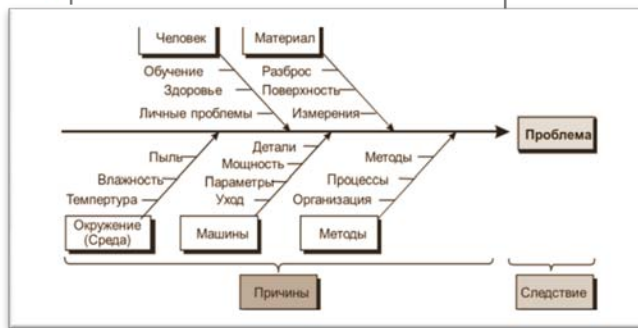 Человек
Материал
Обучение
Здоровье
Личные проблемы
Разброс
Поверхность
Измерения
Проблема
Пыль
Влажность
Темпертура
Детали
Мощность
Параметры
Уход
Методы
Процессы
Организация
Окружение
(Среда)
Машины
Методы
Причины
Следствие